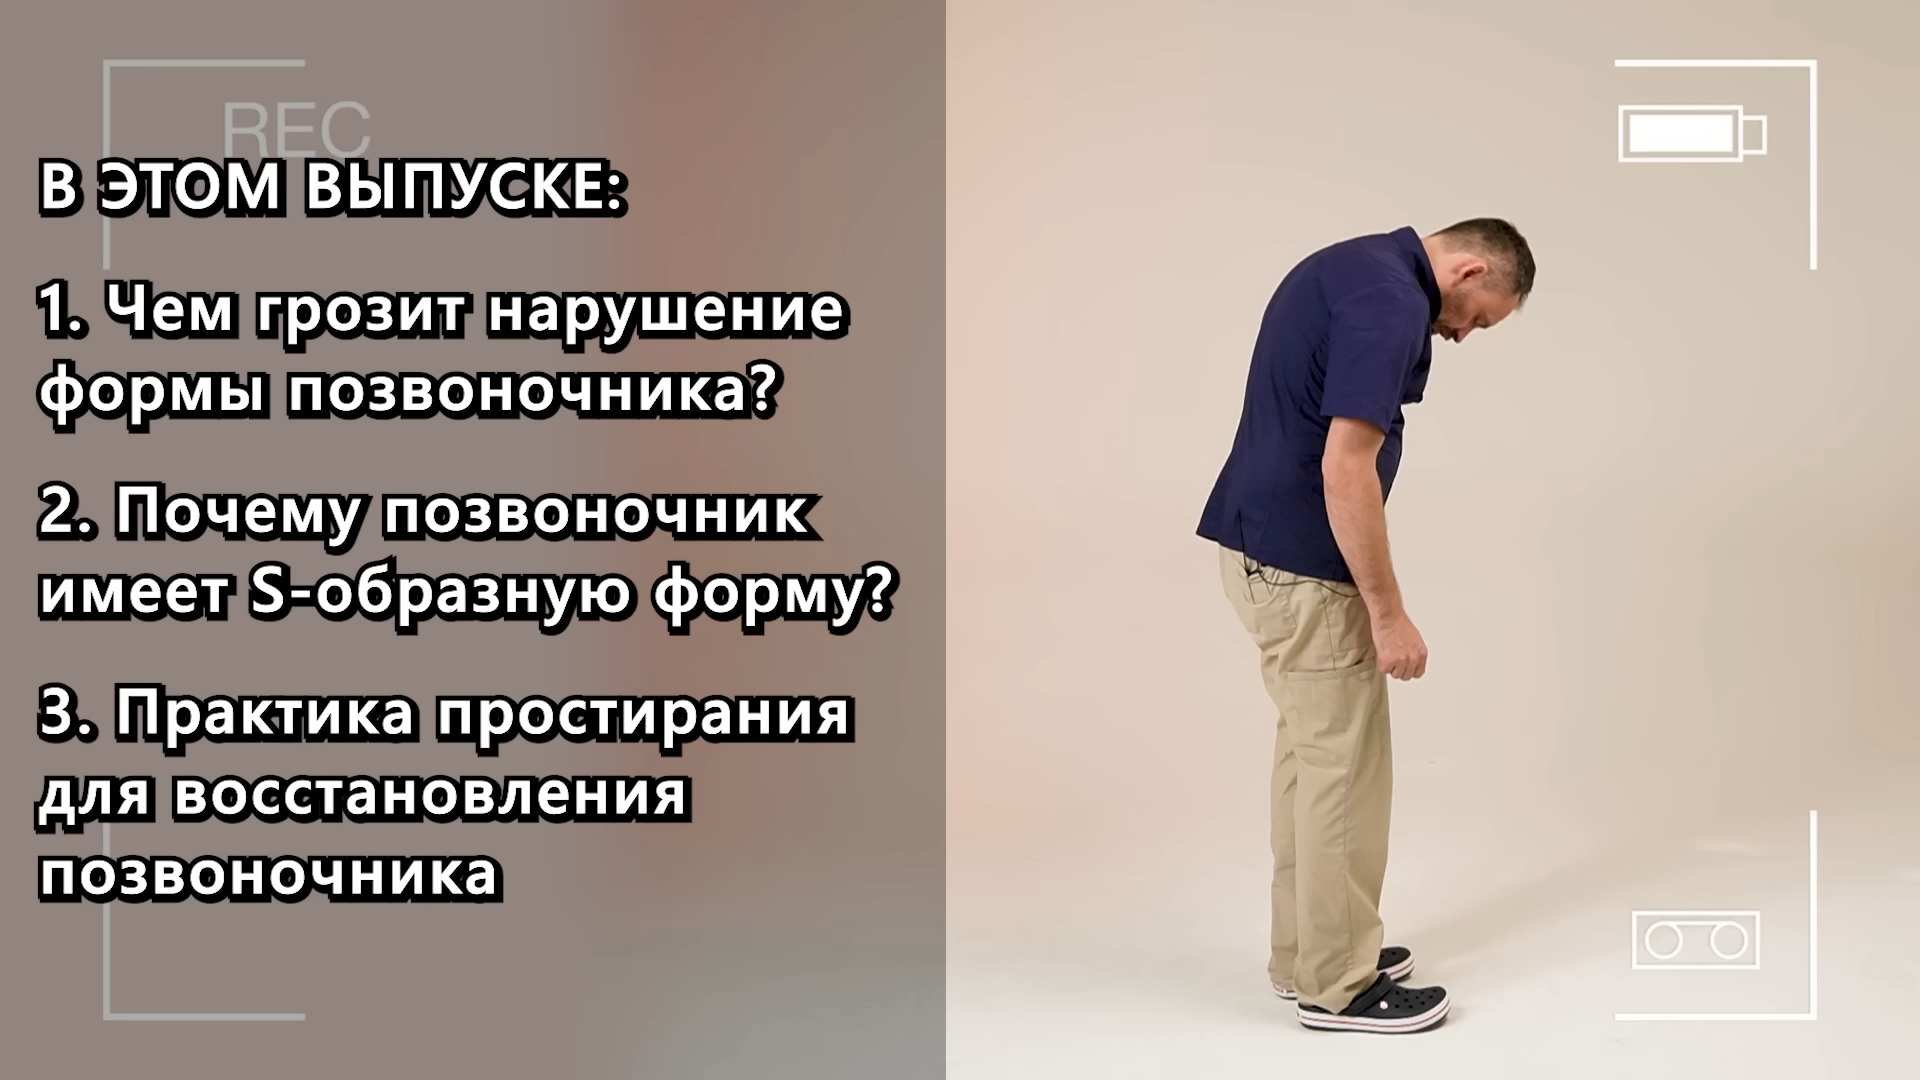 REC
В ЭТОМ ВЫПУСКЕ:
1. Чем грозит нарушение
формы позвоночника?
2. Почему позвоночник
имеет S-образную форму?
3. Практика простирания
для восстановления
позвоночника